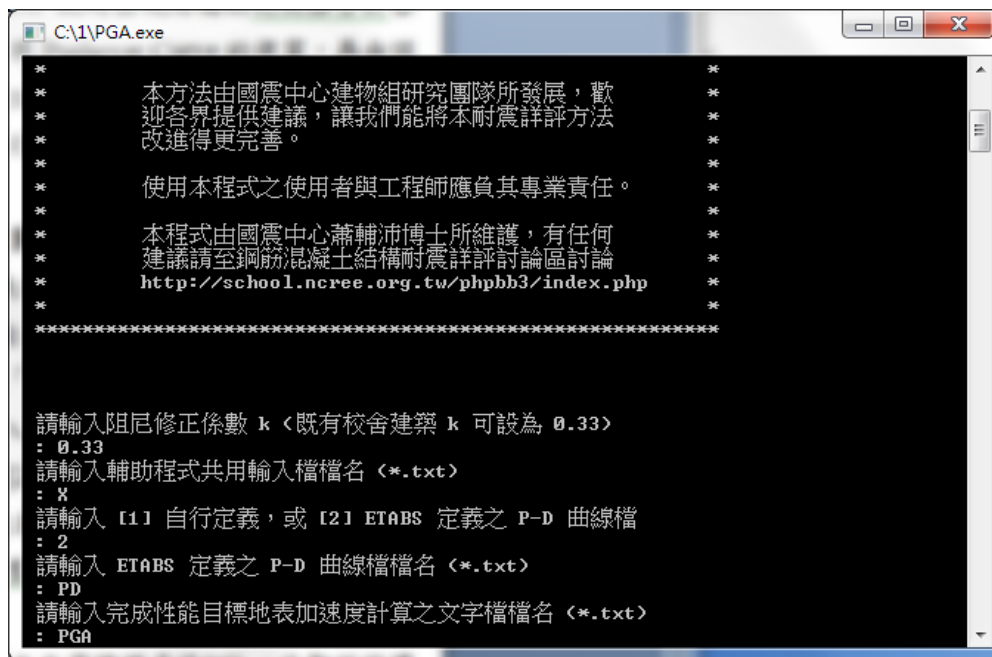 C:\1\PGA.exe
* *
* 本方法由國震中心建物組研究團隊所發展，歡 *
* 迎各界提供建議，讓我們能將本耐震詳評方法 *
* 改進得更完善。 *
* *
* 使用本程式之使用者與工程師應負其專業責任。 *
* *
* 本程式由國震中心蕭輔沛博士所維護，有任何 *
* 建議請至鋼筋混凝土結構耐震詳評討論區討論 *
* http://school.ncree.org.tw/phpbb3/index.php *
* *
**********************************************************
請輸入阻尼修正係數 k (既有校舍建築 k 可設為 0.33)
: 0.33
請輸入輔助程式共用輸入檔檔名 (*.txt)
: X
請輸入 [1] 自行定義，或 [2] ETABS 定義之 P-D 曲線檔
: 2
請輸入 ETABS 定義之 P-D 曲線檔檔名 (*.txt)
: PD
請輸入完成性能目標地表加速度計算之文字檔檔名 (*.txt)
: PGA